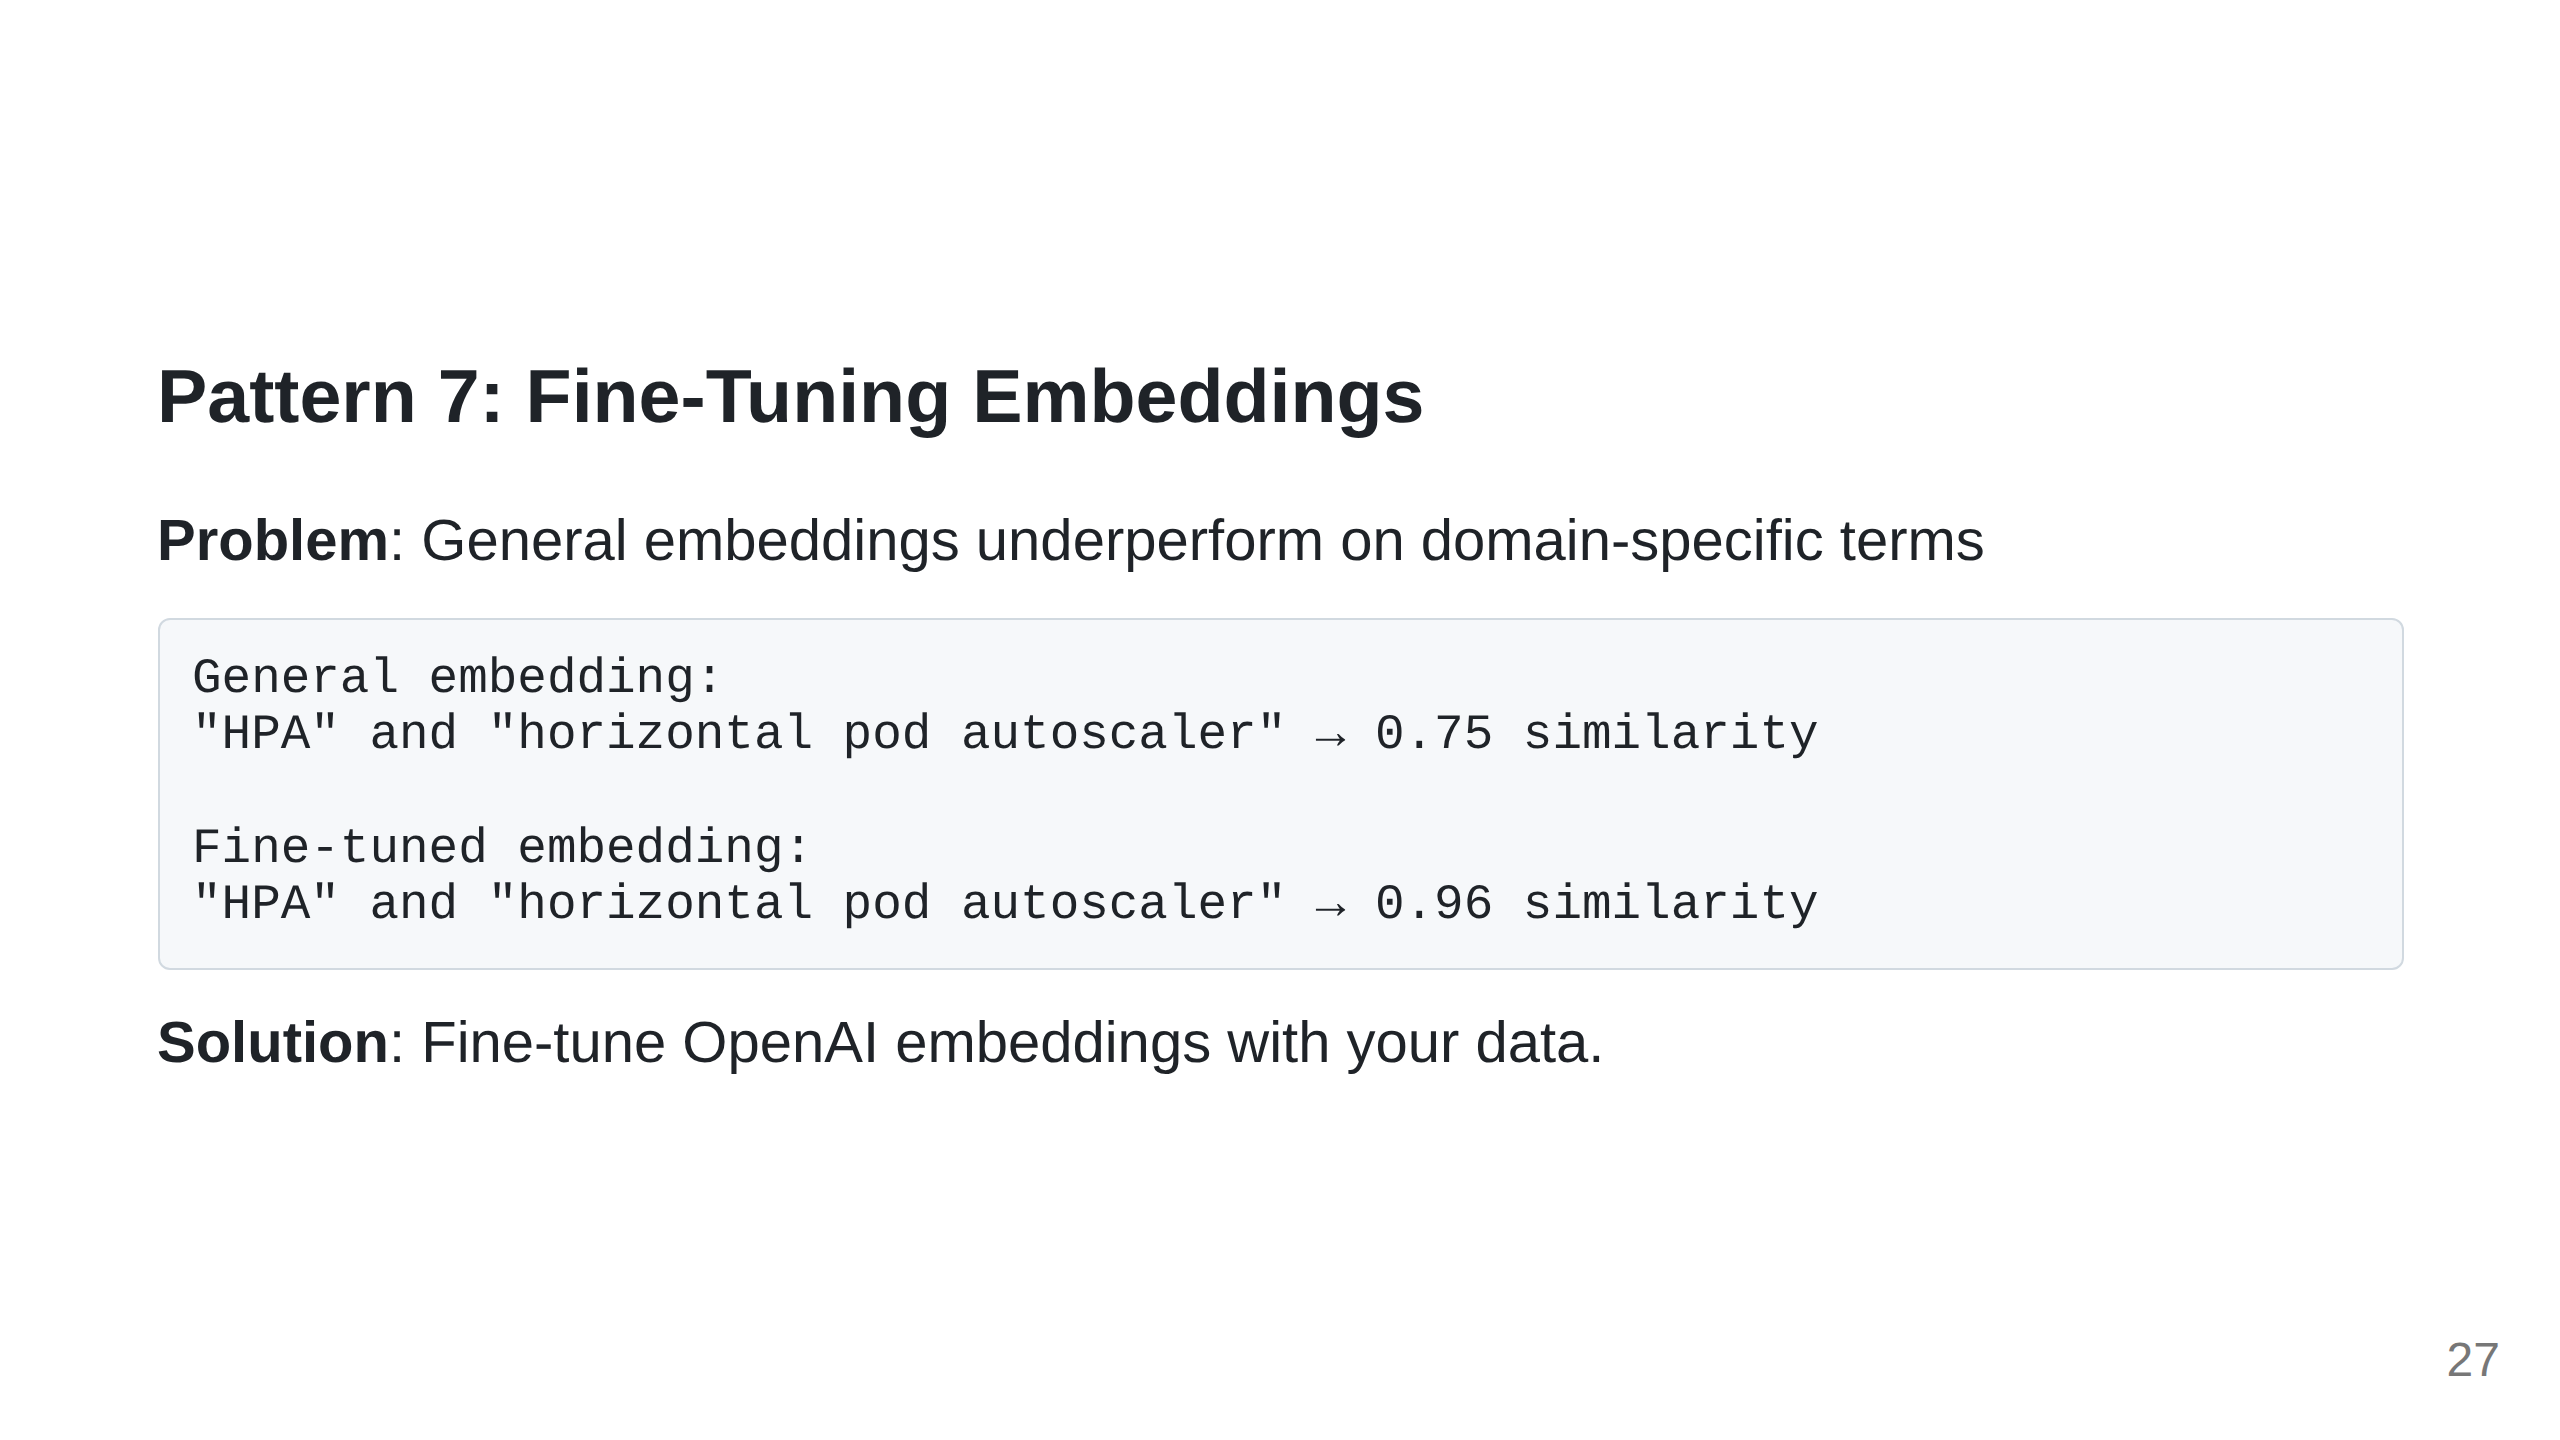 Pattern 7: Fine-Tuning Embeddings
Problem: General embeddings underperform on domain-specific terms
General embedding:
"HPA" and "horizontal pod autoscaler" → 0.75 similarity
Fine-tuned embedding:
"HPA" and "horizontal pod autoscaler" → 0.96 similarity
Solution: Fine-tune OpenAI embeddings with your data.
27